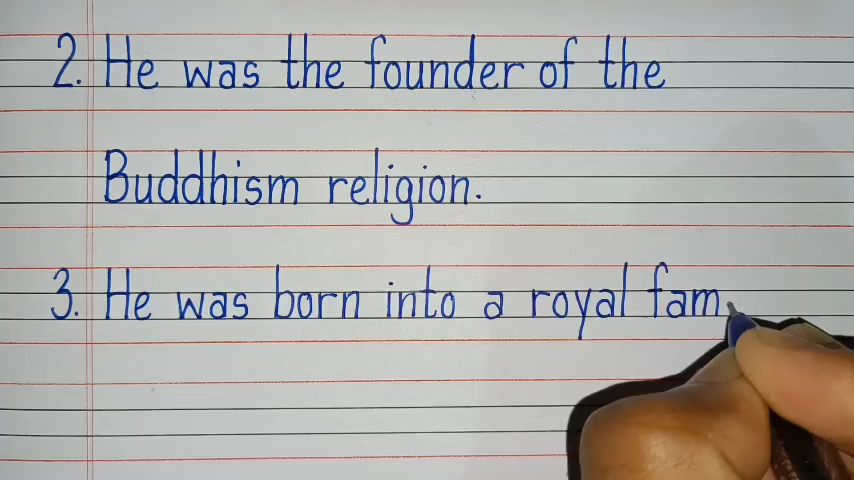 2. He was the founder of the
Buddhism religion.
3. He was born into a royal fam